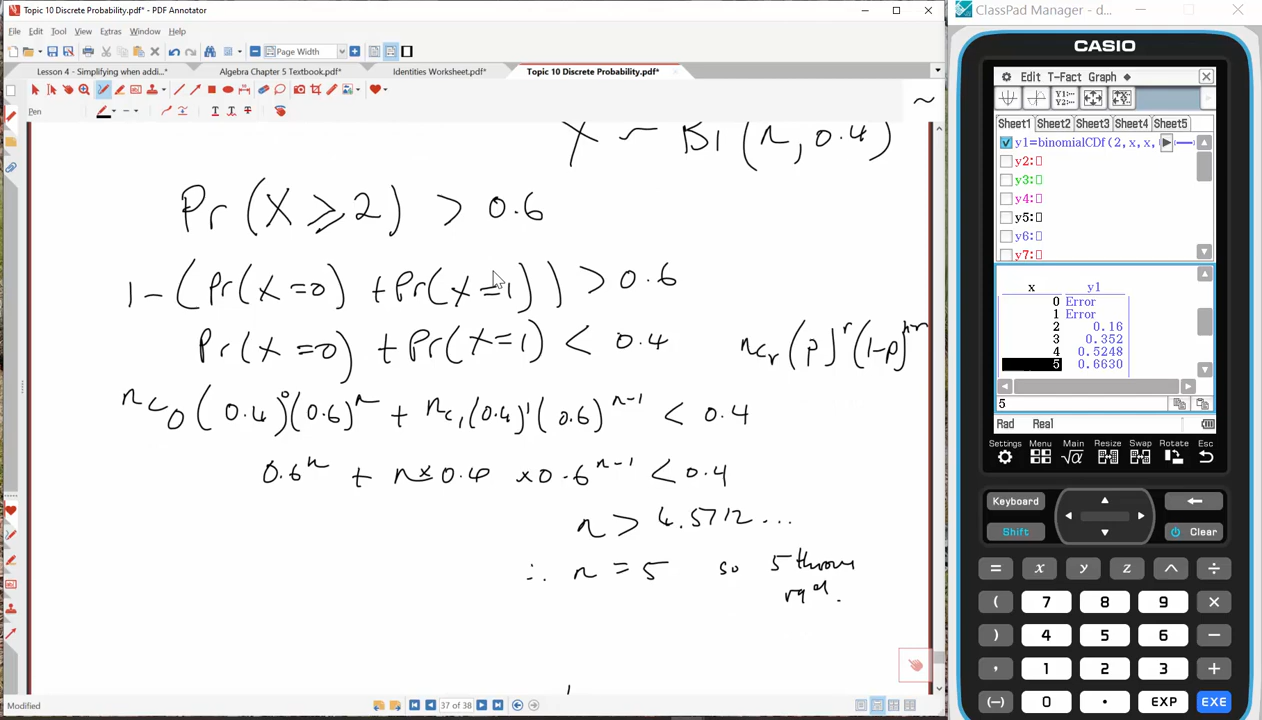 Topic 10 Discrete Probability.pdf* - PDF Annotator
File Edit Tool View Extras Window Help
Page Width
Lesson 4 - Simplifying when addi...* Algebra Chapter 5 Textbook.pdf* Identities Worksheet.pdf* Topic 10 Discrete Probability.pdf*
Pen
X ~ Bi (n, 0.4)
Pr (X ≥ 2) > 0.6
1 - (Pr(X = 0) + Pr(X = 1)) > 0.6
Pr(X = 0) + Pr(X = 1) < 0.4
nCr (p)^r (1-p)^n-r
nC0 (0.4)^0 (0.6)^n + nC1 (0.4)^1 (0.6)^n-1 < 0.4
0.6^n + n × 0.4 × 0.6^n-1 < 0.4
n > 4.5712...
∴ n = 5 so 5 throws
rqd.
Modified
37 of 38
ClassPad Manager - d...
CASIO
Edit T-Fact Graph
Y1:··· Y2:···
Sheet1 Sheet2 Sheet3 Sheet4 Sheet5
y1=binomialCDf(2,x,x,
y2:
y3:
y4:
y5:
y6:
y7:
x y1
0 Error
1 Error
2 0.16
3 0.352
4 0.5248
5 0.6630
5
Rad Real
Settings Menu Main Resize Swap Rotate Esc
Keyboard
Shift Clear
= x y z ^ ÷
( 7 8 9 ×
) 4 5 6 −
, 1 2 3 +
(−) 0 . EXP EXE